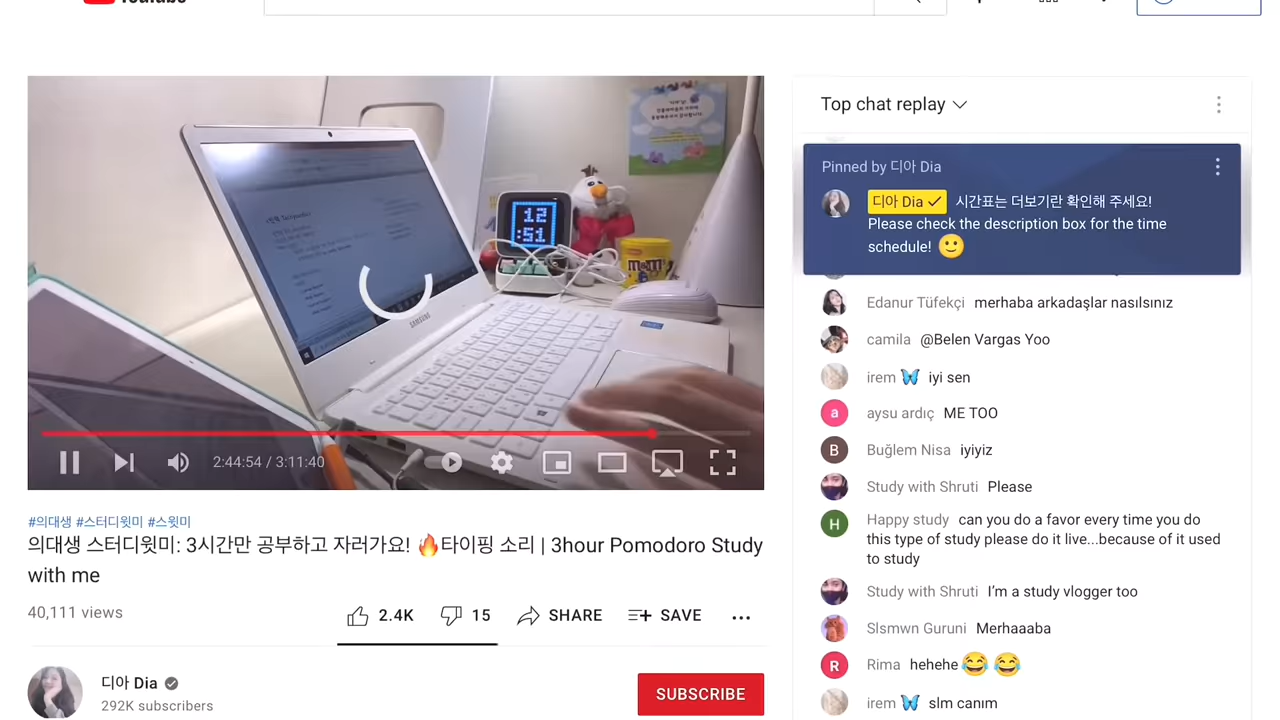 Top chat replay
Pinned by 디아 Dia
디아 Dia 시간표는 더보기란 확인해 주세요!
Please check the description box for the time
schedule!
Edanur Tüfekçi merhaba arkadaşlar nasılsınız
camila @Belen Vargas Yoo
irem iyi sen
aysu ardıç ME TOO
Buğlem Nisa iyiyiz
Study with Shruti Please
Happy study can you do a favor every time you do
this type of study please do it live...because of it used
to study
Study with Shruti I'm a study vlogger too
Slsmwn Guruni Merhaaaba
Rima hehehe
irem slm canım
12
:51
SAMSUNG
m&m's
2:44:54 / 3:11:40
#의대생 #스터디윗미 #스윗미
의대생 스터디윗미: 3시간만 공부하고 자러가요! 🔥타이핑 소리 | 3hour Pomodoro Study
with me
40,111 views
2.4K 15 SHARE SAVE
디아 Dia
292K subscribers
SUBSCRIBE